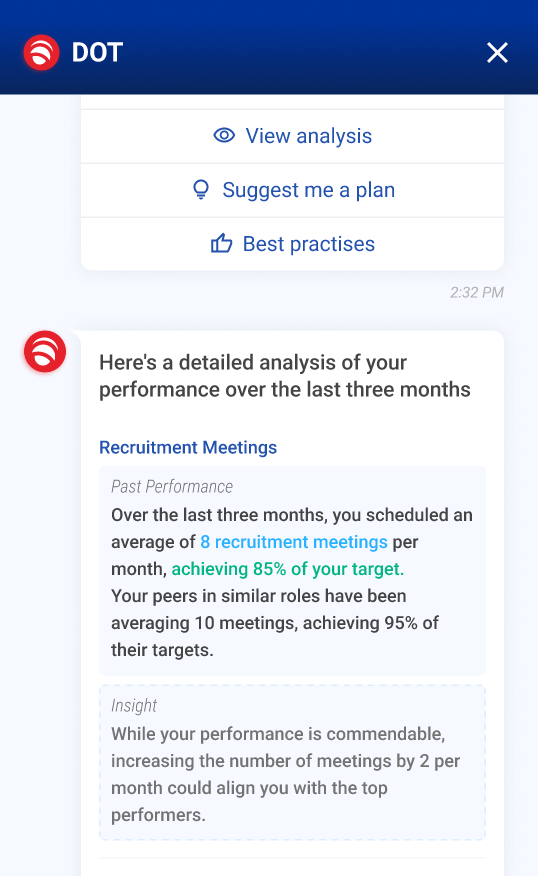 DOT
View analysis
Suggest me a plan
Best practises
2:32 PM
Here's a detailed analysis of your
performance over the last three months
Recruitment Meetings
Past Performance
Over the last three months, you scheduled an
average of 8 recruitment meetings per
month, achieving 85% of your target.
Your peers in similar roles have been
averaging 10 meetings, achieving 95% of
their targets.
Insight
While your performance is commendable,
increasing the number of meetings by 2 per
month could align you with the top
performers.